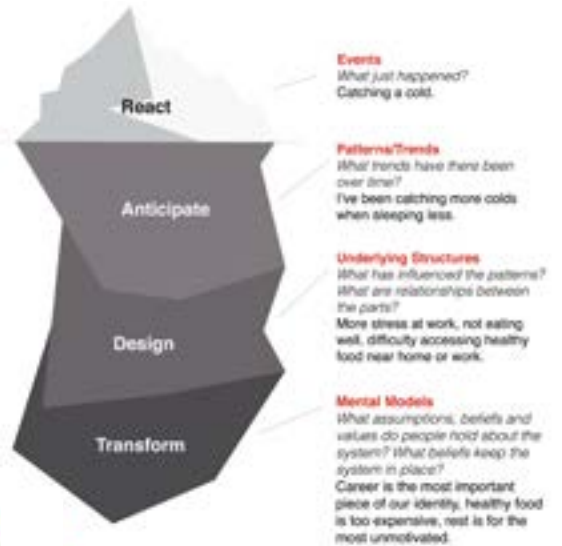 React
Events
What just happened?
Catching a cold.
Anticipate
Patterns/Trends
What trends have there been
over time?
I've been catching more colds
when sleeping less.
Design
Underlying Structures
What has influenced the patterns?
What are relationships between
the parts?
More stress at work, not eating
well, difficulty accessing healthy
food near home or work.
Transform
Mental Models
What assumptions, beliefs and
values do people hold about the
system? What beliefs keep the
system in place?
Career is the most important
piece of our identity, healthy food
is too expensive, rest is for the
most unmotivated.